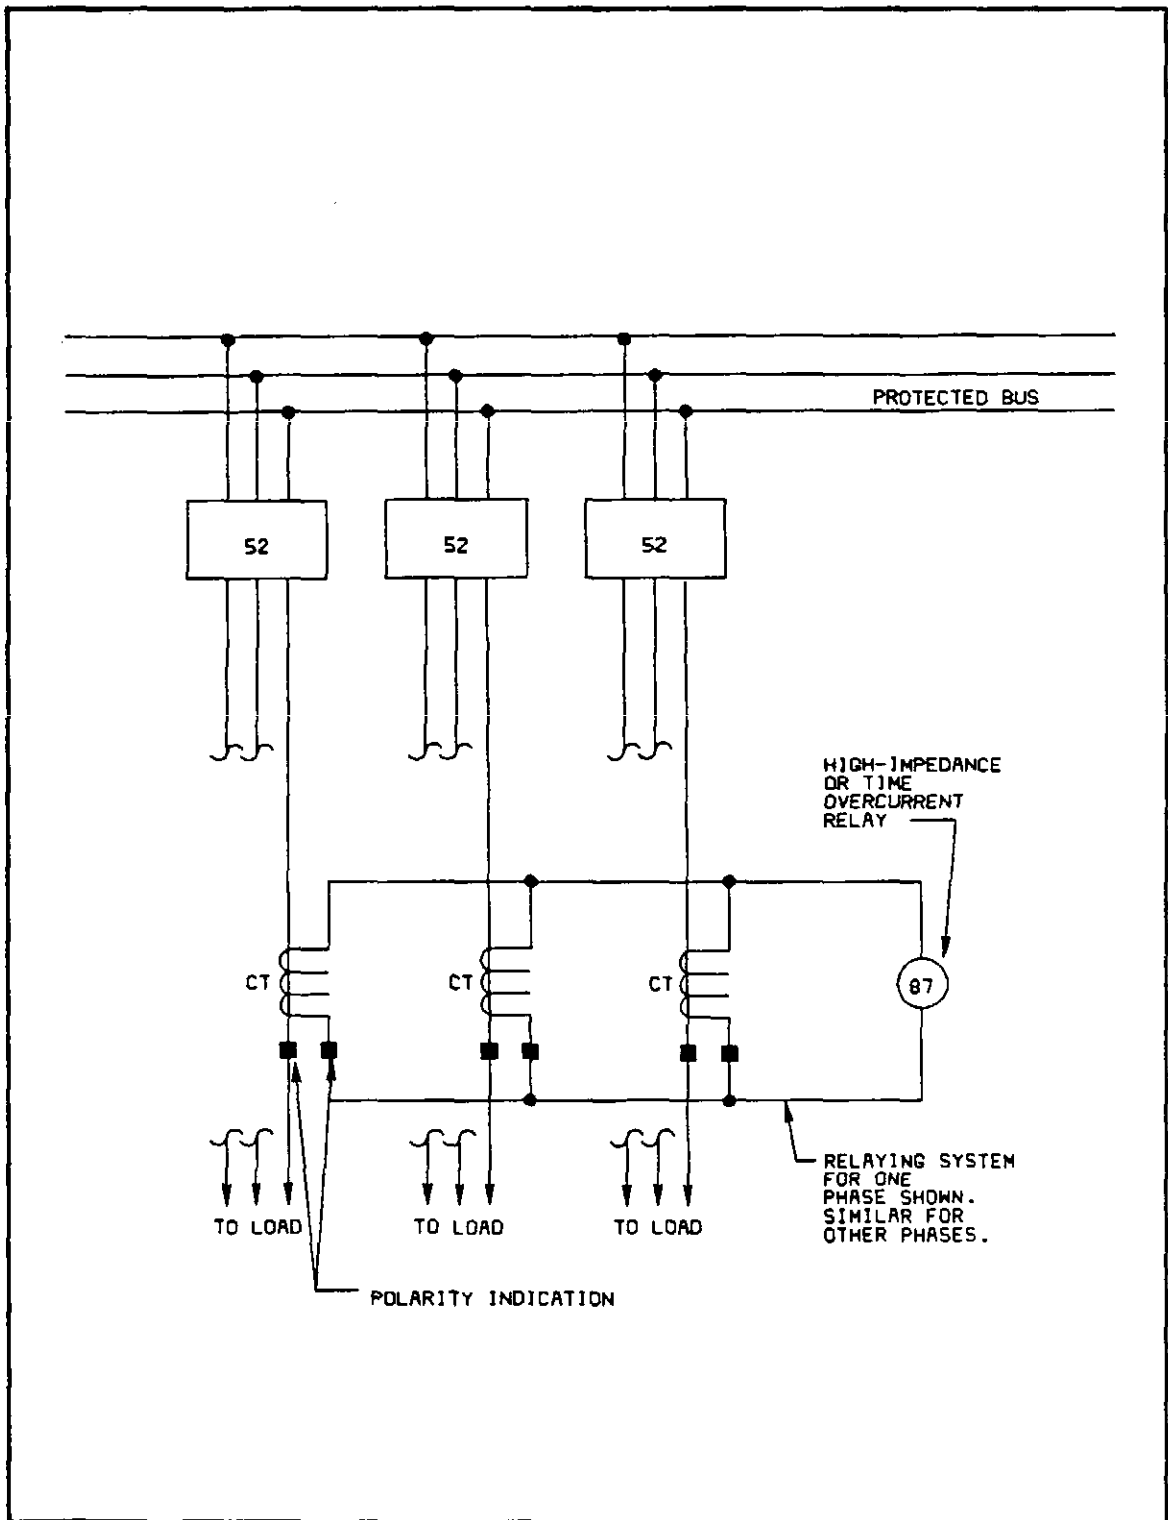 PROTECTED BUS
52
52
52
HIGH-IMPEDANCE
OR TIME
OVERCURRENT
RELAY
CT
CT
CT
87
RELAYING SYSTEM
FOR ONE
PHASE SHOWN.
SIMILAR FOR
OTHER PHASES.
TO LOAD
TO LOAD
TO LOAD
POLARITY INDICATION